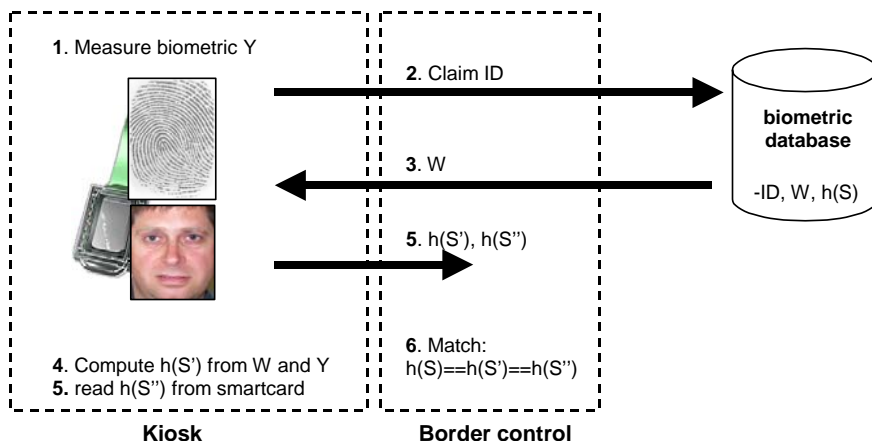 1. Measure biometric Y
2. Claim ID
biometric
database
3. W
-ID, W, h(S)
5. h(S'), h(S'')
4. Compute h(S') from W and Y
5. read h(S'') from smartcard
6. Match:
h(S)==h(S')==h(S'')
Kiosk
Border control